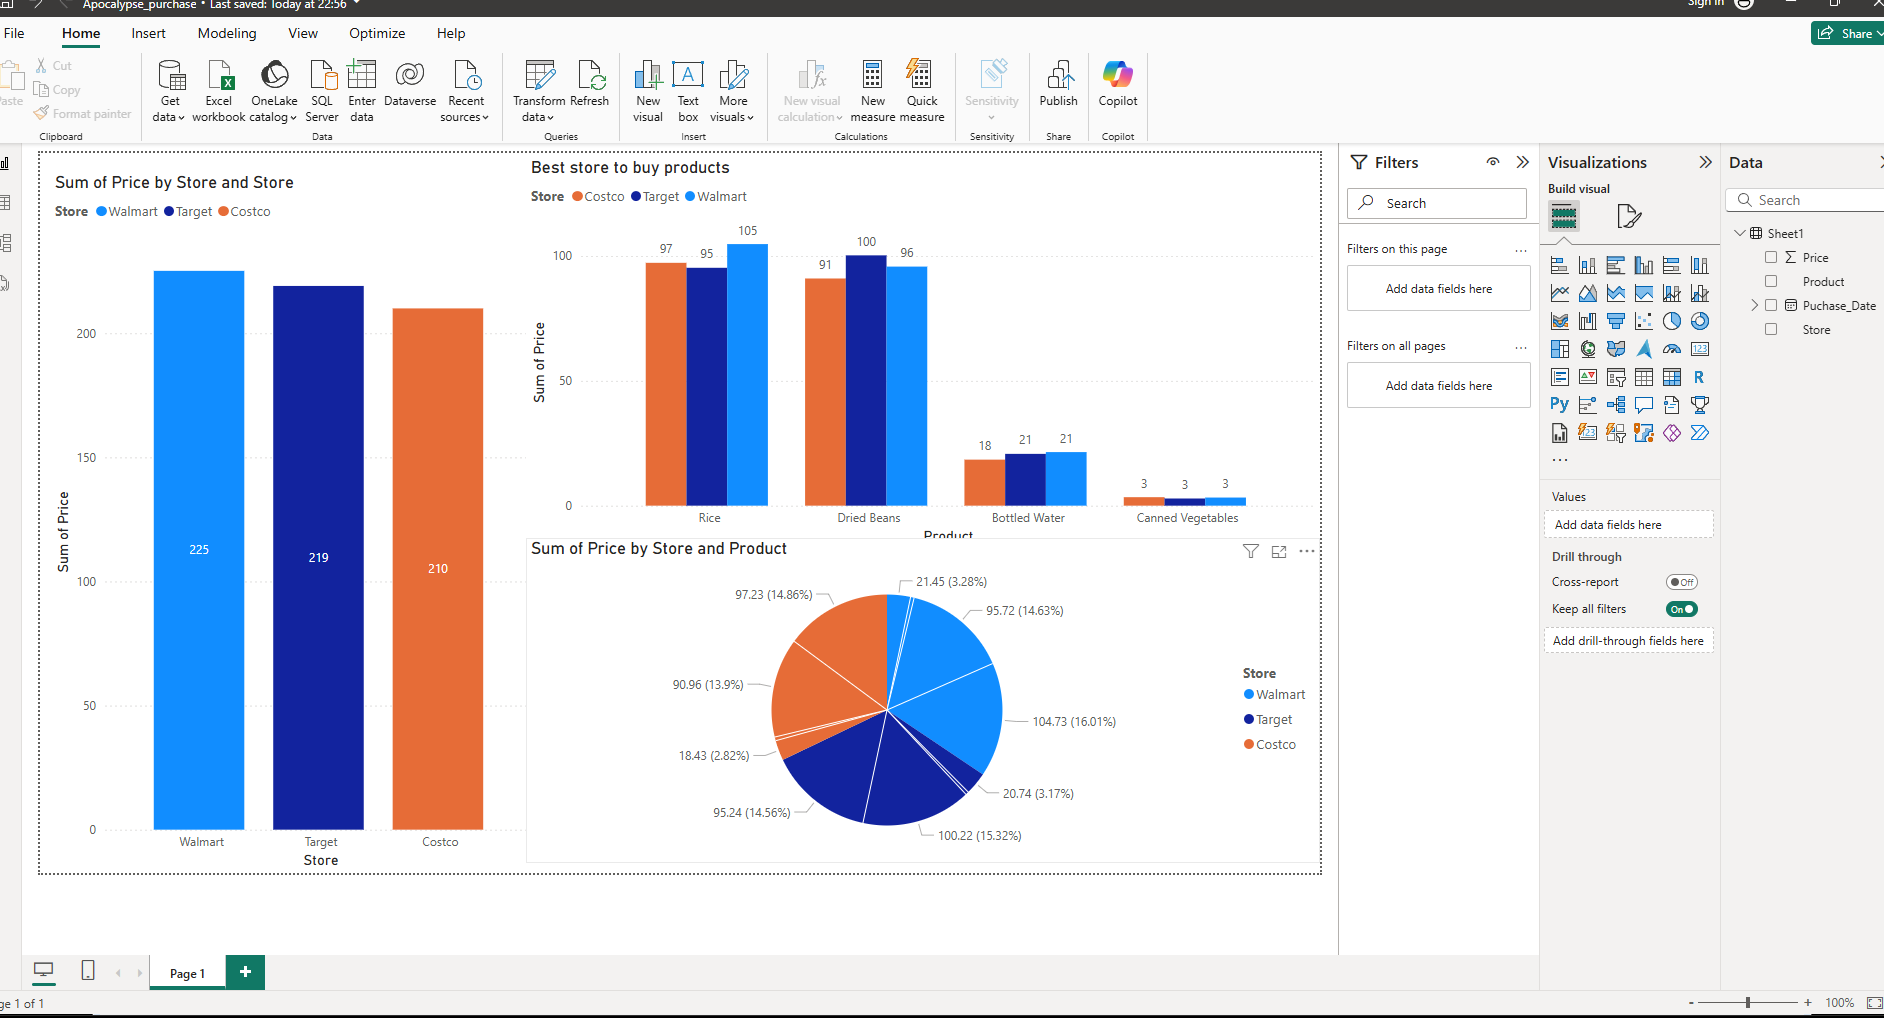 Apocalypse_purchase • Last saved: Today at 22:56
Sign in
File Home Insert Modeling View Optimize Help
Share
Paste
Cut
Copy
Format painter
Clipboard
Get data
Excel workbook
OneLake catalog
SQL Server
Enter data
Dataverse
Recent sources
Data
Transform data
Refresh
Queries
New visual
Text box
More visuals
Insert
New visual calculation
New measure
Quick measure
Calculations
Sensitivity
Sensitivity
Publish
Share
Copilot
Copilot
Sum of Price by Store and Store
Store Walmart Target Costco
Sum of Price
200
150
100
50
0
225
219
210
Walmart Target Costco
Store
Best store to buy products
Store Costco Target Walmart
Sum of Price
100
50
0
97 95 105
91 100 96
18 21 21
3 3 3
Rice Dried Beans Bottled Water Canned Vegetables
Product
Sum of Price by Store and Product
21.45 (3.28%)
95.72 (14.63%)
104.73 (16.01%)
20.74 (3.17%)
100.22 (15.32%)
95.24 (14.56%)
18.43 (2.82%)
90.96 (13.9%)
97.23 (14.86%)
Store
Walmart
Target
Costco
Filters
Search
Filters on this page
Add data fields here
Filters on all pages
Add data fields here
Visualizations
Build visual
123
R
Py
123
Values
Add data fields here
Drill through
Cross-report Off
Keep all filters On
Add drill-through fields here
Data
Search
Sheet1
Price
Product
Puchase_Date
Store
Page 1
ge 1 of 1
- + 100%